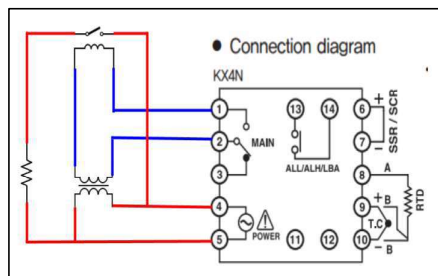 ● Connection diagram
KX4N
1
2
3
4
5
MAIN
POWER
13
14
ALL/ALH/LBA
11
12
6
7
8
9
10
+
-
SSR / SCR
A
RTD
+ B
T.C
- B